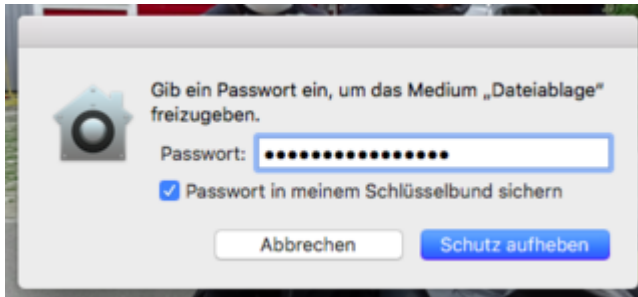 Gib ein Passwort ein, um das Medium „Dateiablage“
freizugeben.
Passwort: ●●●●●●●●●●●●●●●●
Passwort in meinem Schlüsselbund sichern
Abbrechen Schutz aufheben